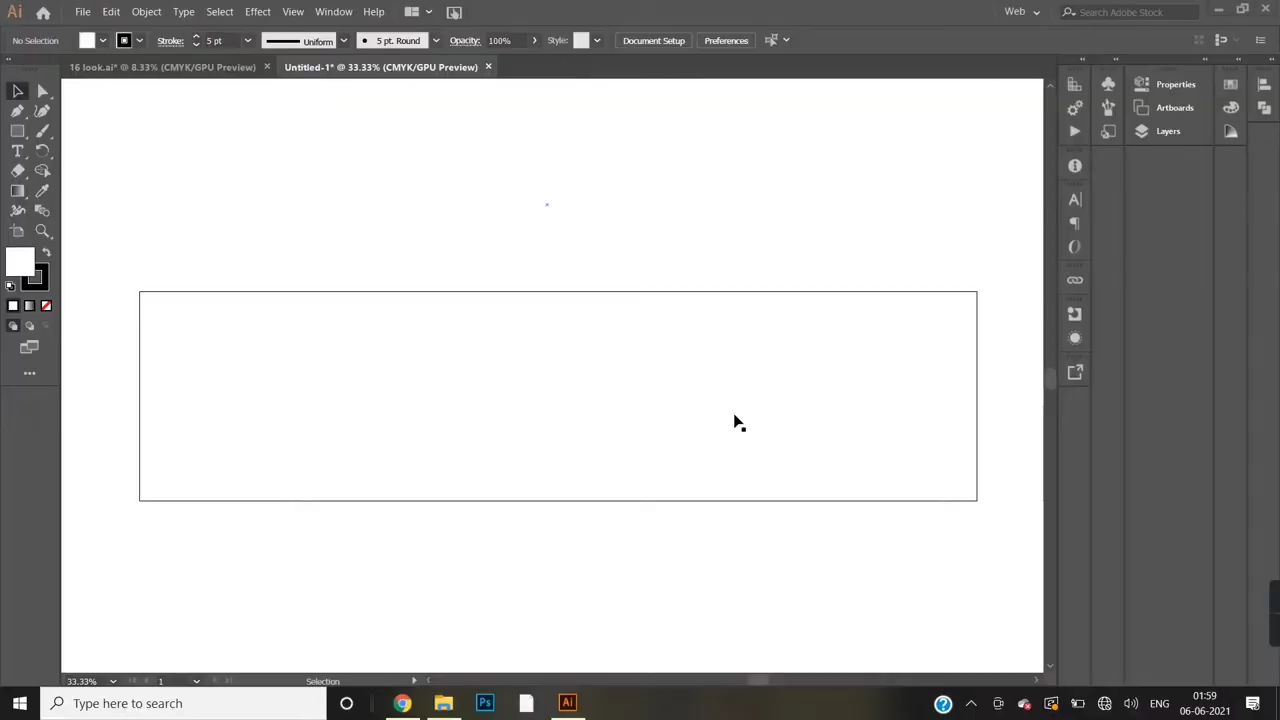 Ai File Edit Object Type Select Effect View Window Help Web Search Adobe Stock
No Selection Stroke: 5 pt Uniform 5 pt. Round Opacity: 100% Style: Document Setup Preferences
16 look.ai* @ 8.33% (CMYK/GPU Preview) × Untitled-1* @ 33.33% (CMYK/GPU Preview) ×
Properties
Artboards
Layers
33.33% 1 Selection
Type here to search Ps Ai ENG 01:59
06-06-2021